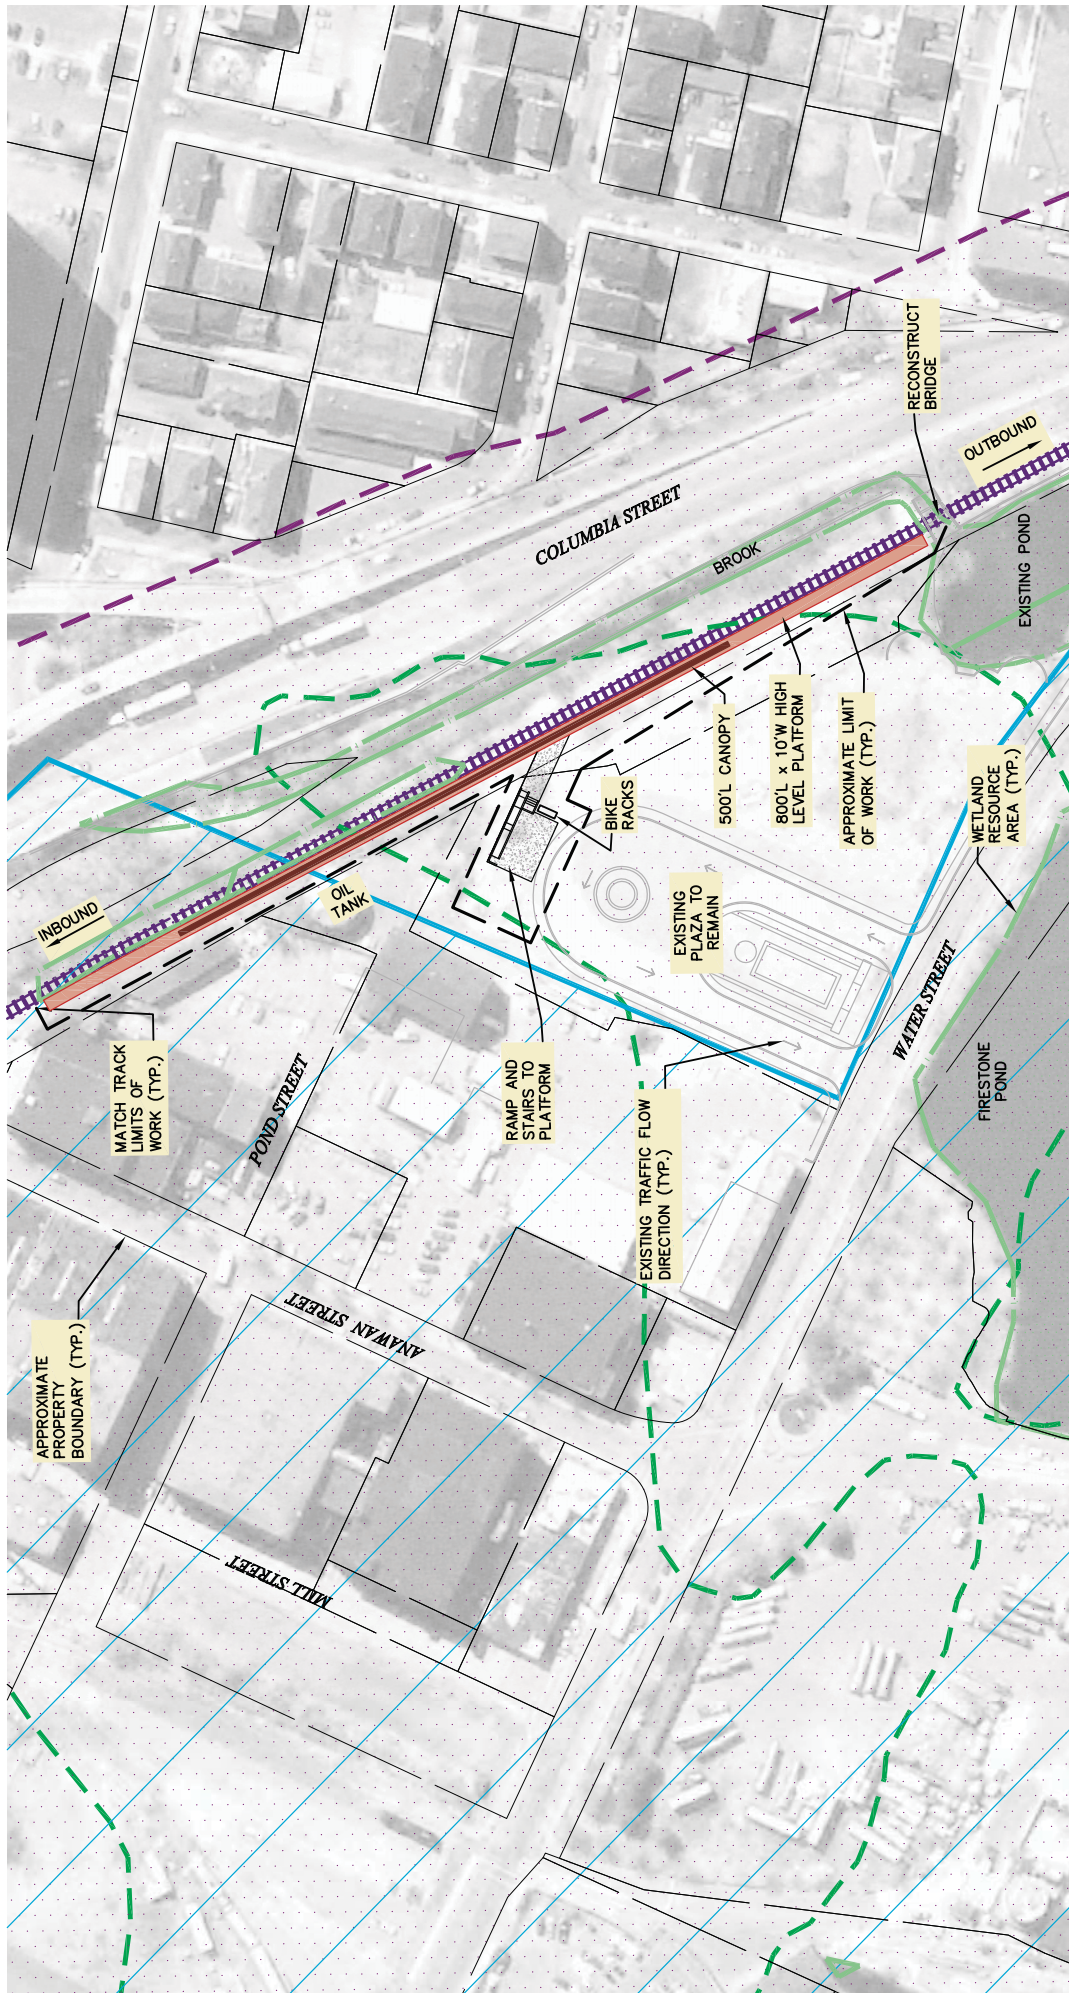 RECONSTRUCT
BRIDGE
OUTBOUND
COLUMBIA STREET
BROOK
EXISTING POND
500'L CANOPY
800'L x 10'W HIGH
LEVEL PLATFORM
APPROXIMATE LIMIT
OF WORK (TYP.)
WETLAND
RESOURCE
AREA (TYP.)
BIKE
RACKS
OIL
TANK
INBOUND
EXISTING
PLAZA TO
REMAIN
WATER STREET
MATCH TRACK
LIMITS OF
WORK (TYP.)
POND STREET
RAMP AND
STAIRS TO
PLATFORM
FIRESTONE
POND
EXISTING TRAFFIC FLOW
DIRECTION (TYP.)
ANAWAN STREET
APPROXIMATE
PROPERTY
BOUNDARY (TYP.)
MILL STREET